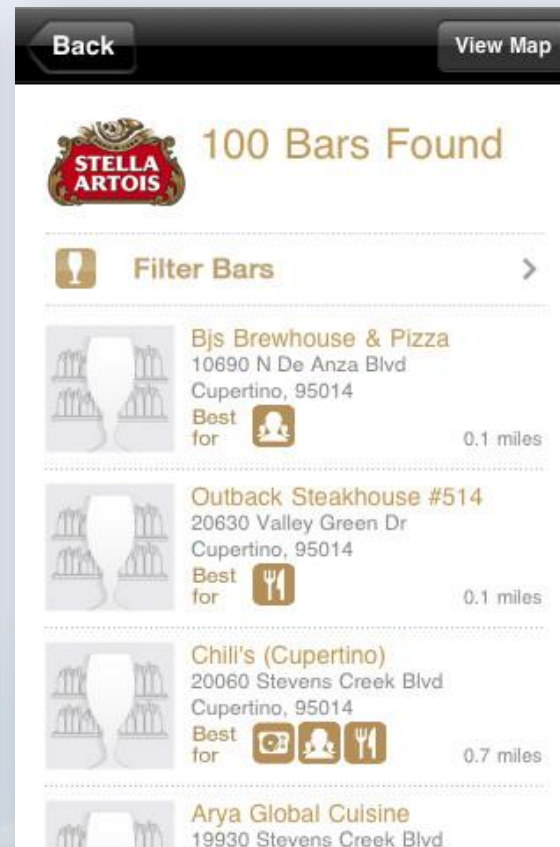 Back
View Map
STELLA
ARTOIS
100 Bars Found
Filter Bars
Bjs Brewhouse & Pizza
10690 N De Anza Blvd
Cupertino, 95014
Best
for
0.1 miles
Outback Steakhouse #514
20630 Valley Green Dr
Cupertino, 95014
Best
for
0.1 miles
Chili's (Cupertino)
20060 Stevens Creek Blvd
Cupertino, 95014
Best
for
0.7 miles
Arya Global Cuisine
19930 Stevens Creek Blvd